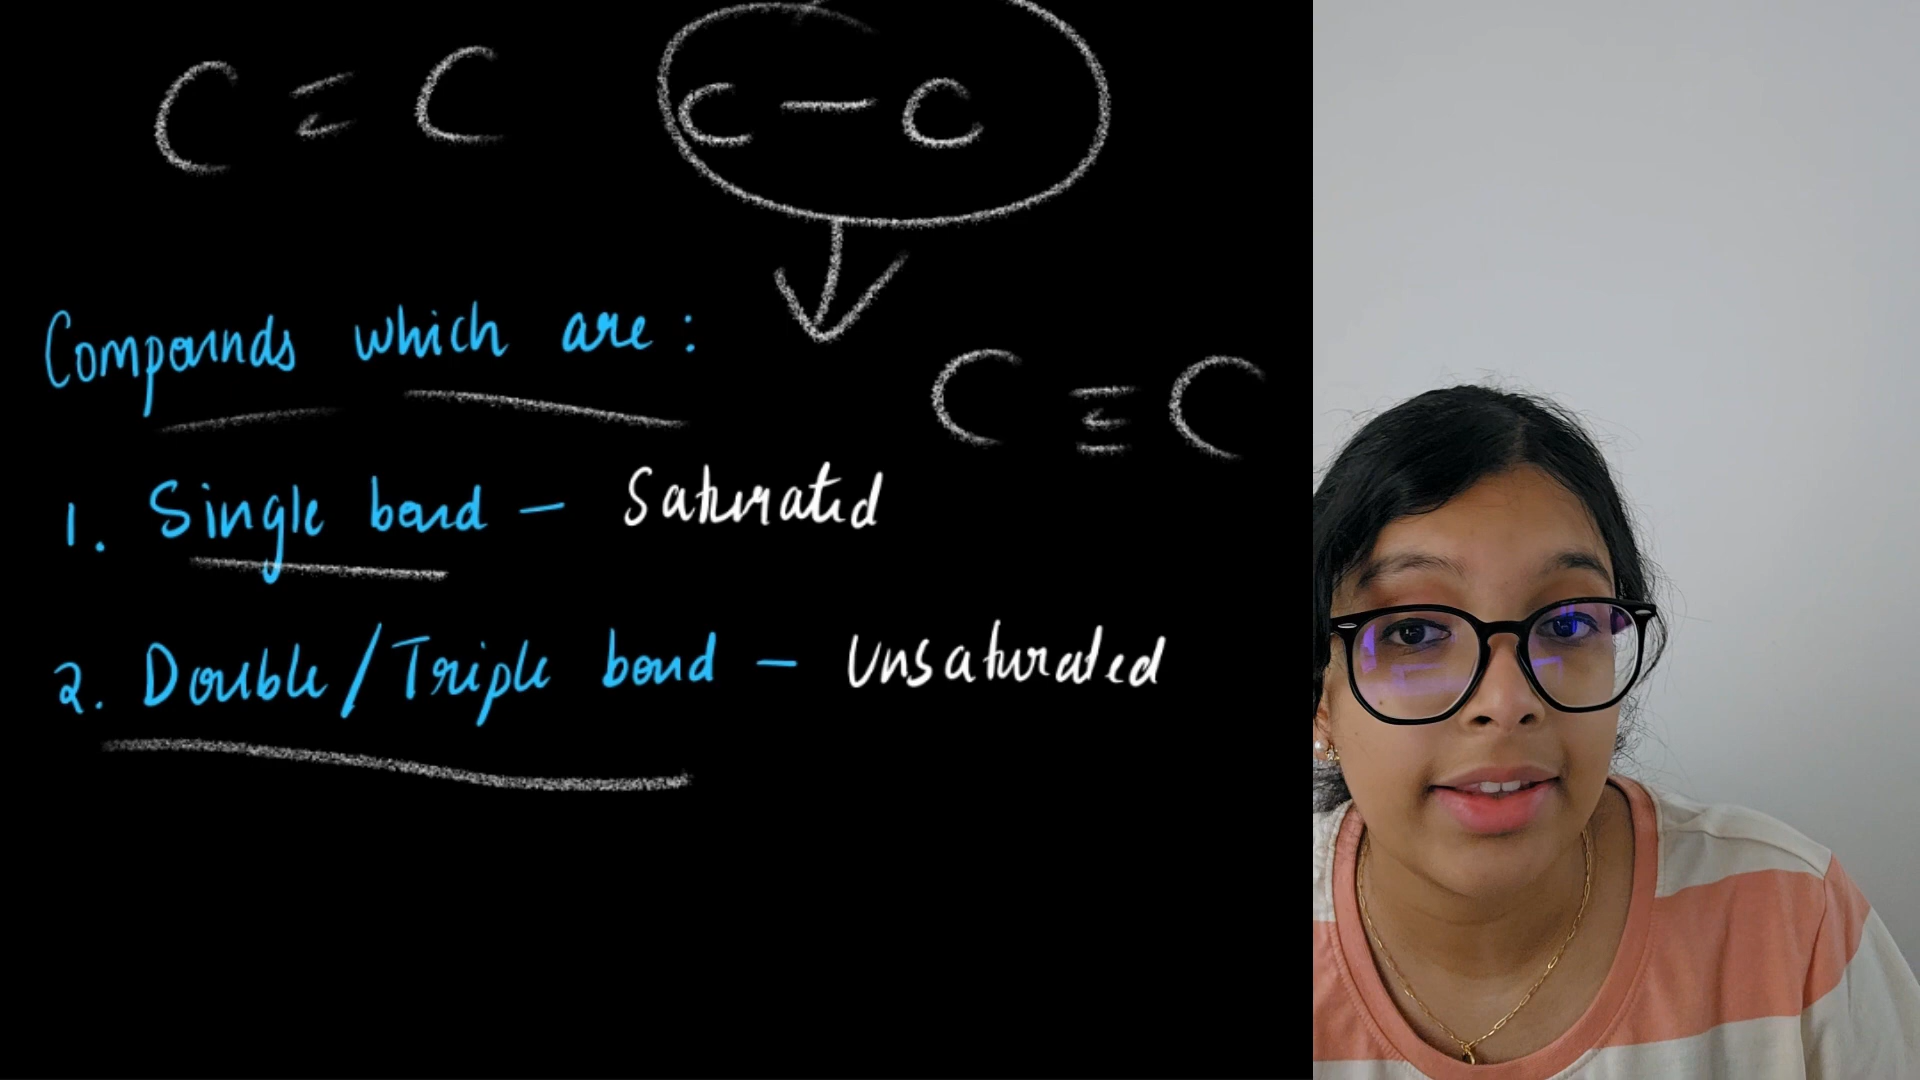 C = C
C - C
Compounds which are :
C ≡ C
1. Single bond - Saturated
2. Double/Triple bond - Unsaturated